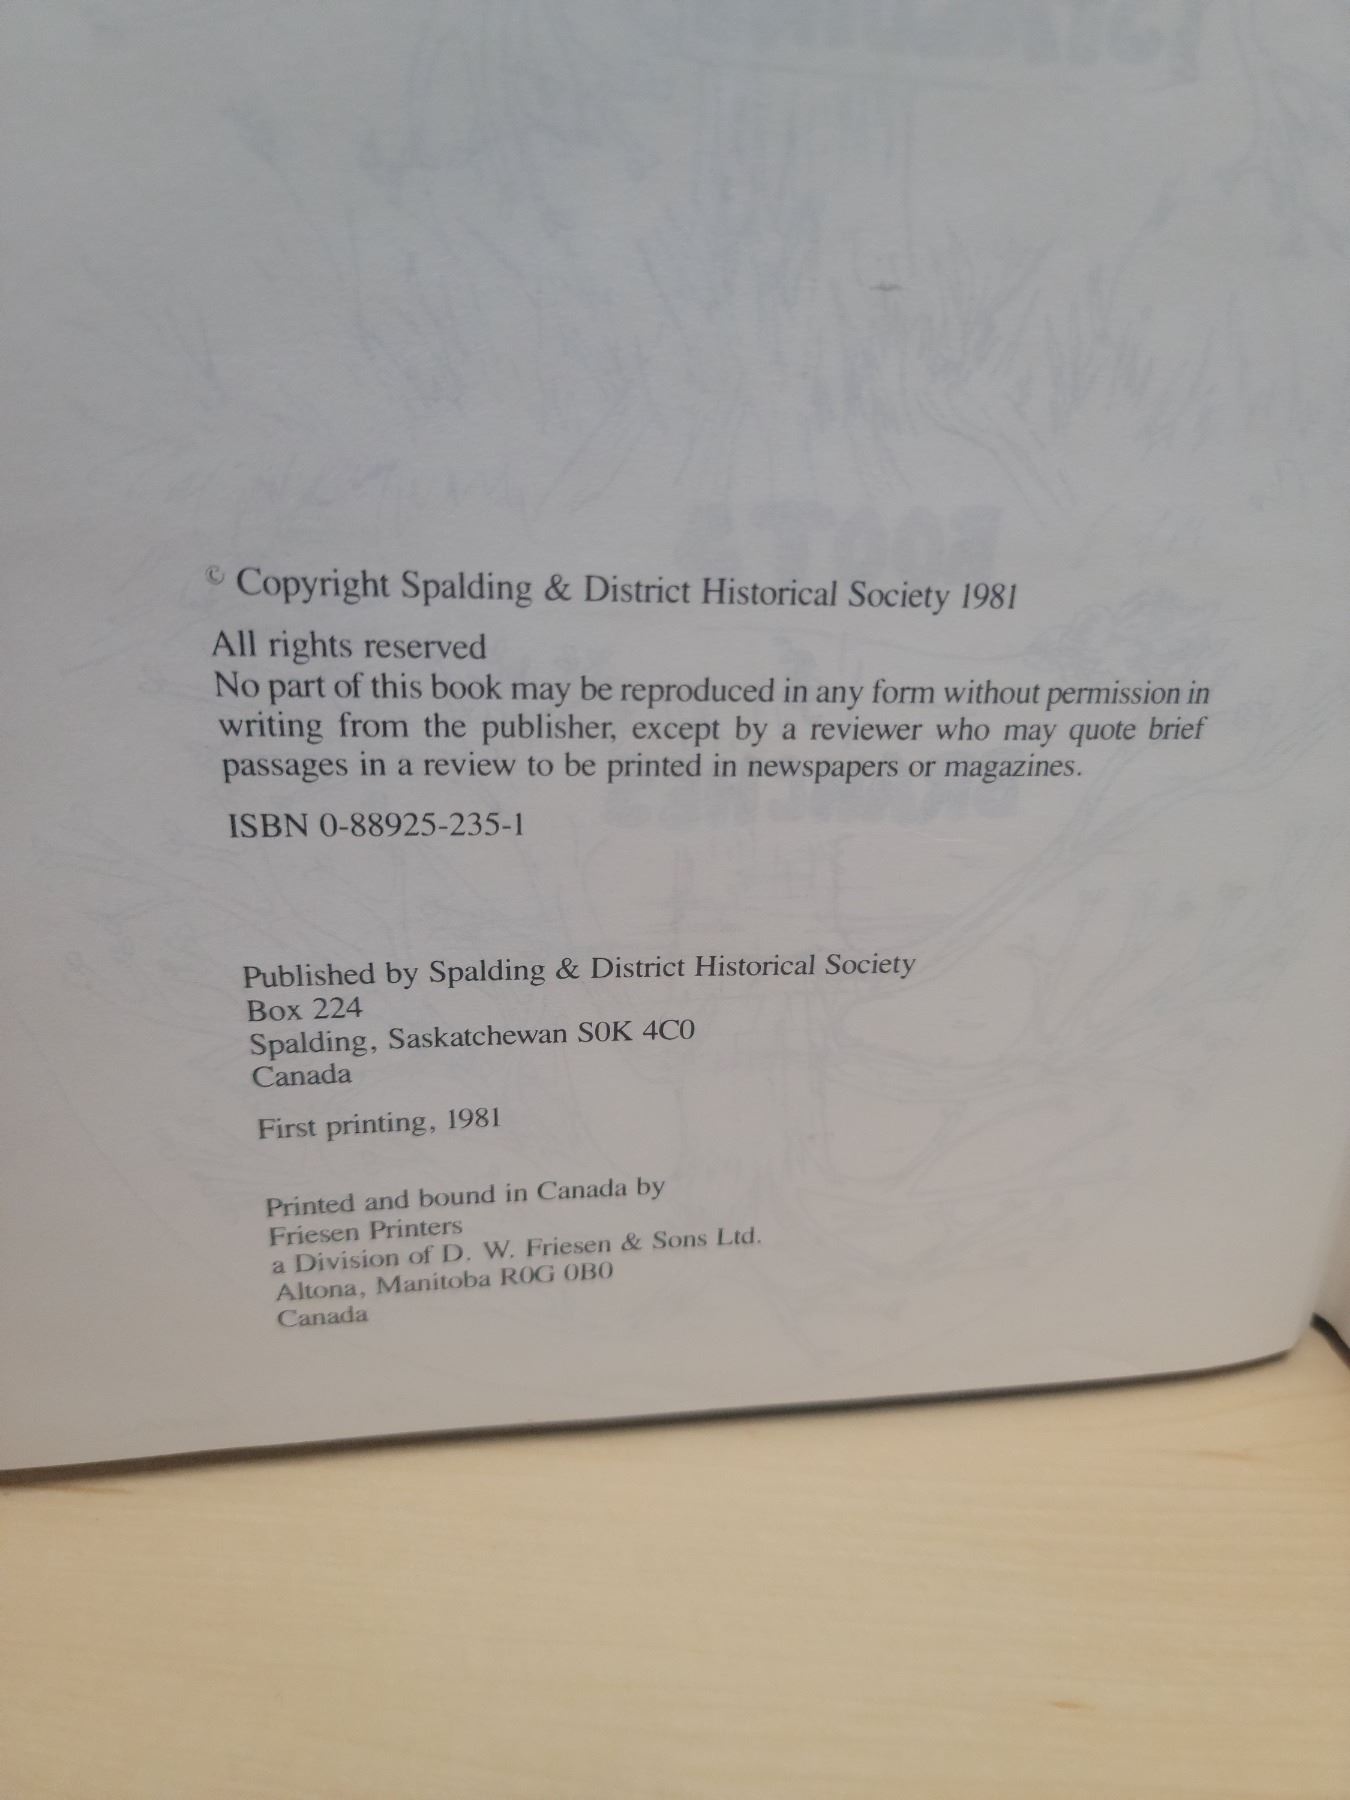 © Copyright Spalding & District Historical Society 1981
All rights reserved
No part of this book may be reproduced in any form without permission in
writing from the publisher, except by a reviewer who may quote brief
passages in a review to be printed in newspapers or magazines.
ISBN 0-88925-235-1
Published by Spalding & District Historical Society
Box 224
Spalding, Saskatchewan S0K 4C0
Canada
First printing, 1981
Printed and bound in Canada by
Friesen Printers
a Division of D. W. Friesen & Sons Ltd.
Altona, Manitoba R0G 0B0
Canada